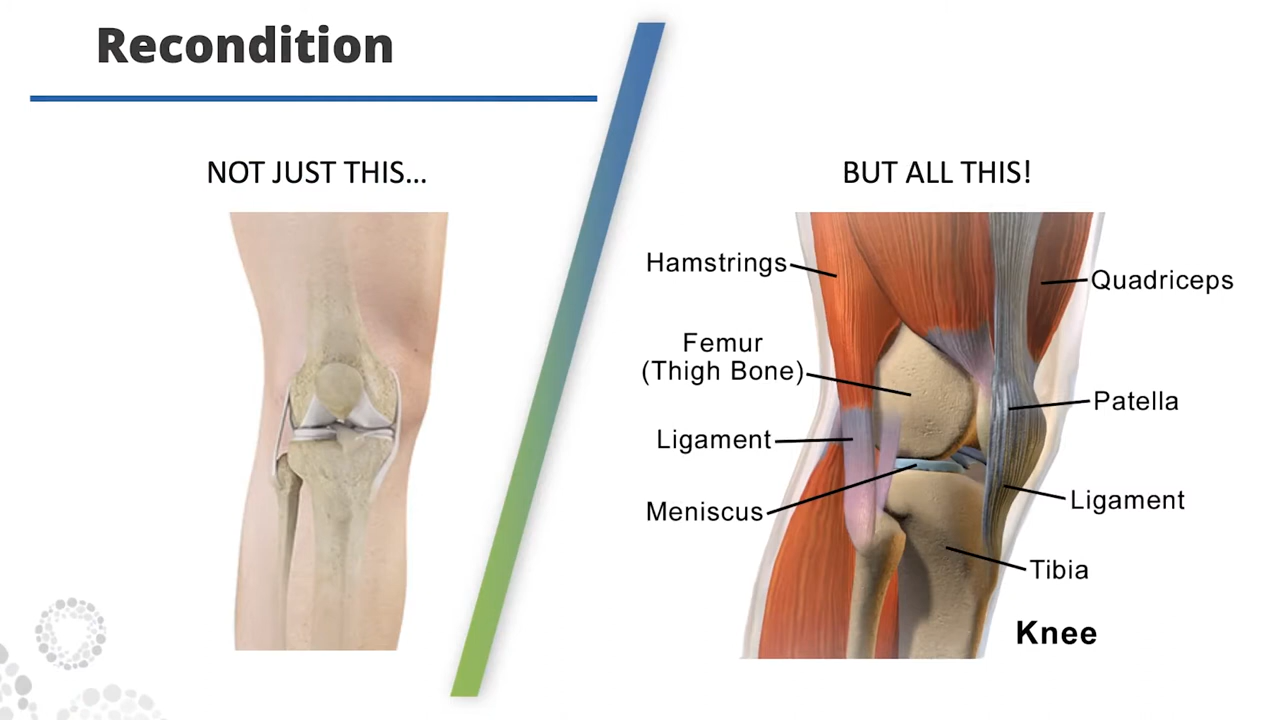 Recondition
NOT JUST THIS...
BUT ALL THIS!
Hamstrings
Quadriceps
Femur
(Thigh Bone)
Patella
Ligament
Ligament
Meniscus
Tibia
Knee